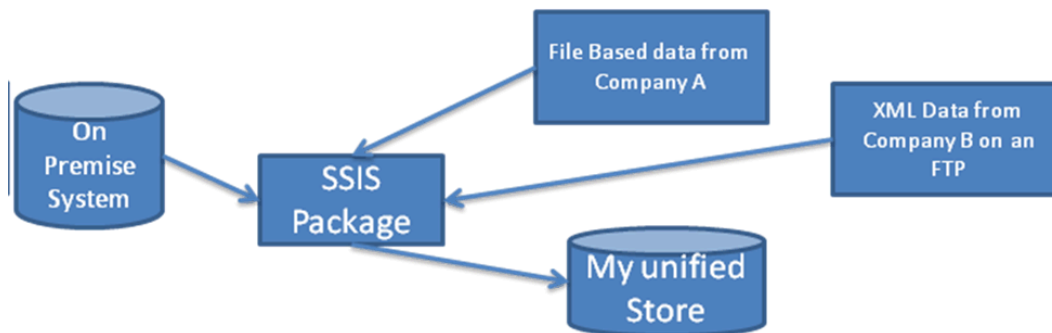 File Based data from
Company A
XML Data from
Company B on an
FTP
On
Premise
System
SSIS
Package
My unified
Store